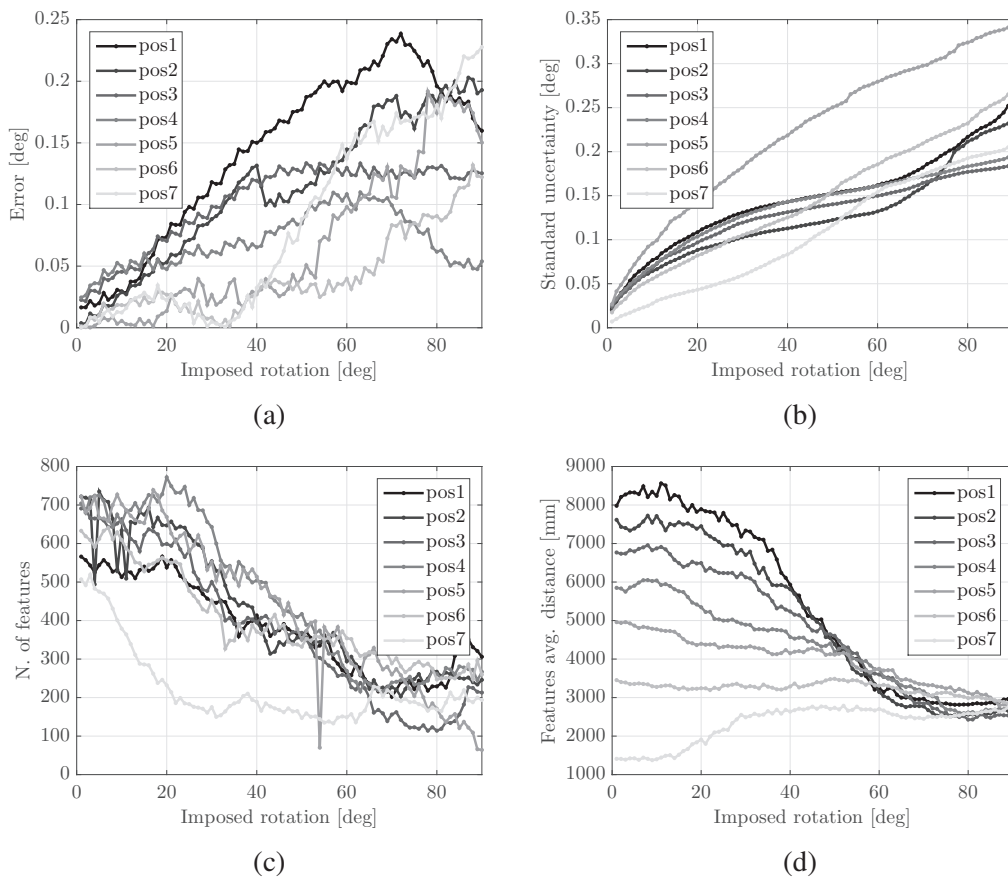 0.25
0.2
0.15
0.1
0.05
0
0 20 40 60 80
Error [deg]
Imposed rotation [deg]
pos1
pos2
pos3
pos4
pos5
pos6
pos7
(a)
0.35
0.3
0.25
0.2
0.15
0.1
0.05
0
0 20 40 60 80
Standard uncertainty [deg]
Imposed rotation [deg]
pos1
pos2
pos3
pos4
pos5
pos6
pos7
(b)
800
700
600
500
400
300
200
100
0
0 20 40 60 80
N. of features
Imposed rotation [deg]
pos1
pos2
pos3
pos4
pos5
pos6
pos7
(c)
9000
8000
7000
6000
5000
4000
3000
2000
1000
0 20 40 60 80
Features avg. distance [mm]
Imposed rotation [deg]
pos1
pos2
pos3
pos4
pos5
pos6
pos7
(d)